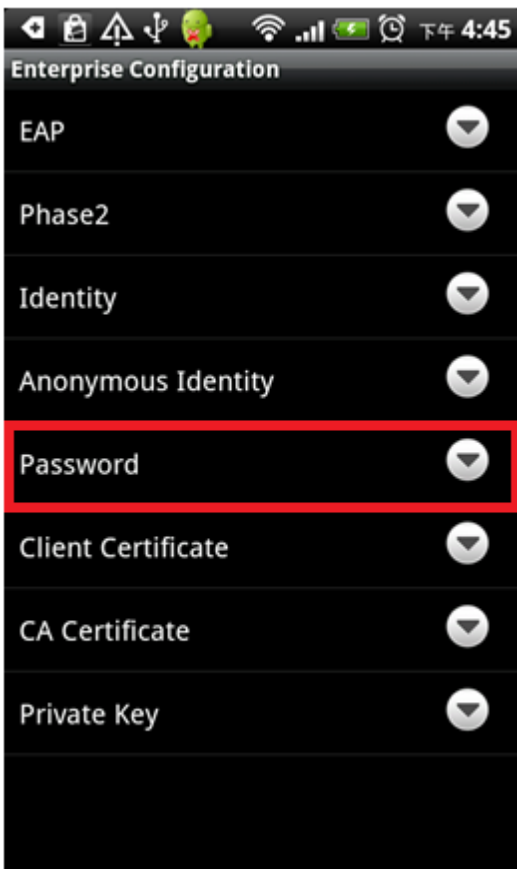 下午 4:45
Enterprise Configuration
EAP
Phase2
Identity
Anonymous Identity
Password
Client Certificate
CA Certificate
Private Key